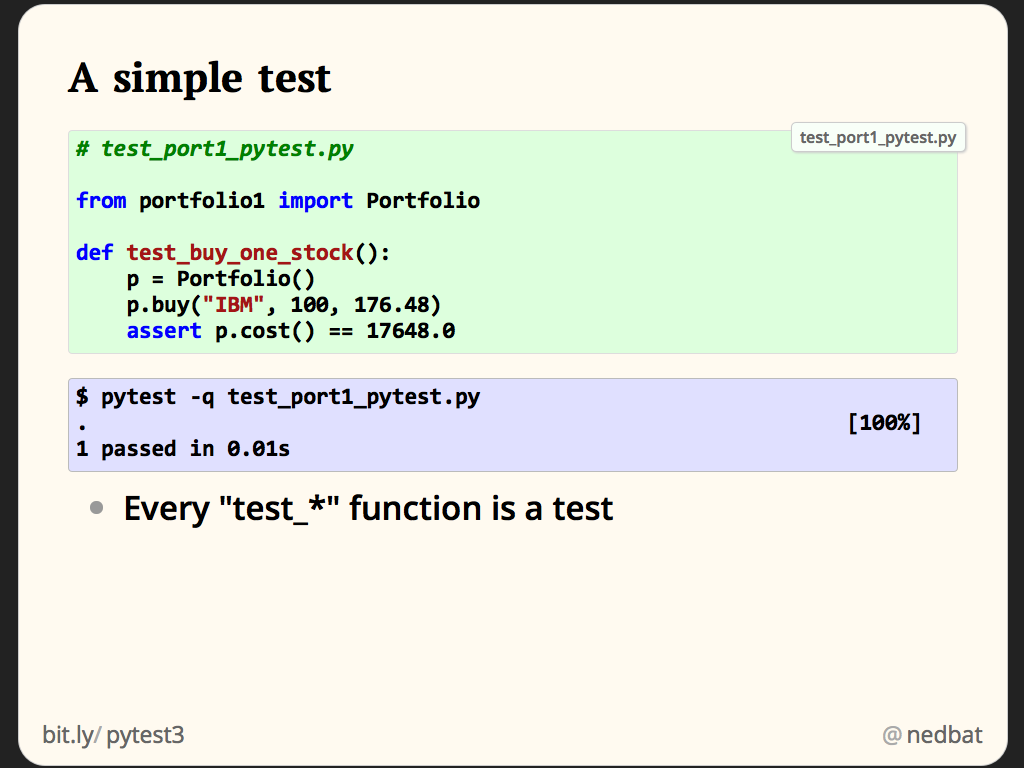 A simple test
test_port1_pytest.py
# test_port1_pytest.py

from portfolio1 import Portfolio

def test_buy_one_stock():
    p = Portfolio()
    p.buy("IBM", 100, 176.48)
    assert p.cost() == 17648.0
$ pytest -q test_port1_pytest.py
. [100%]
1 passed in 0.01s
Every "test_*" function is a test
bit.ly/pytest3
@nedbat